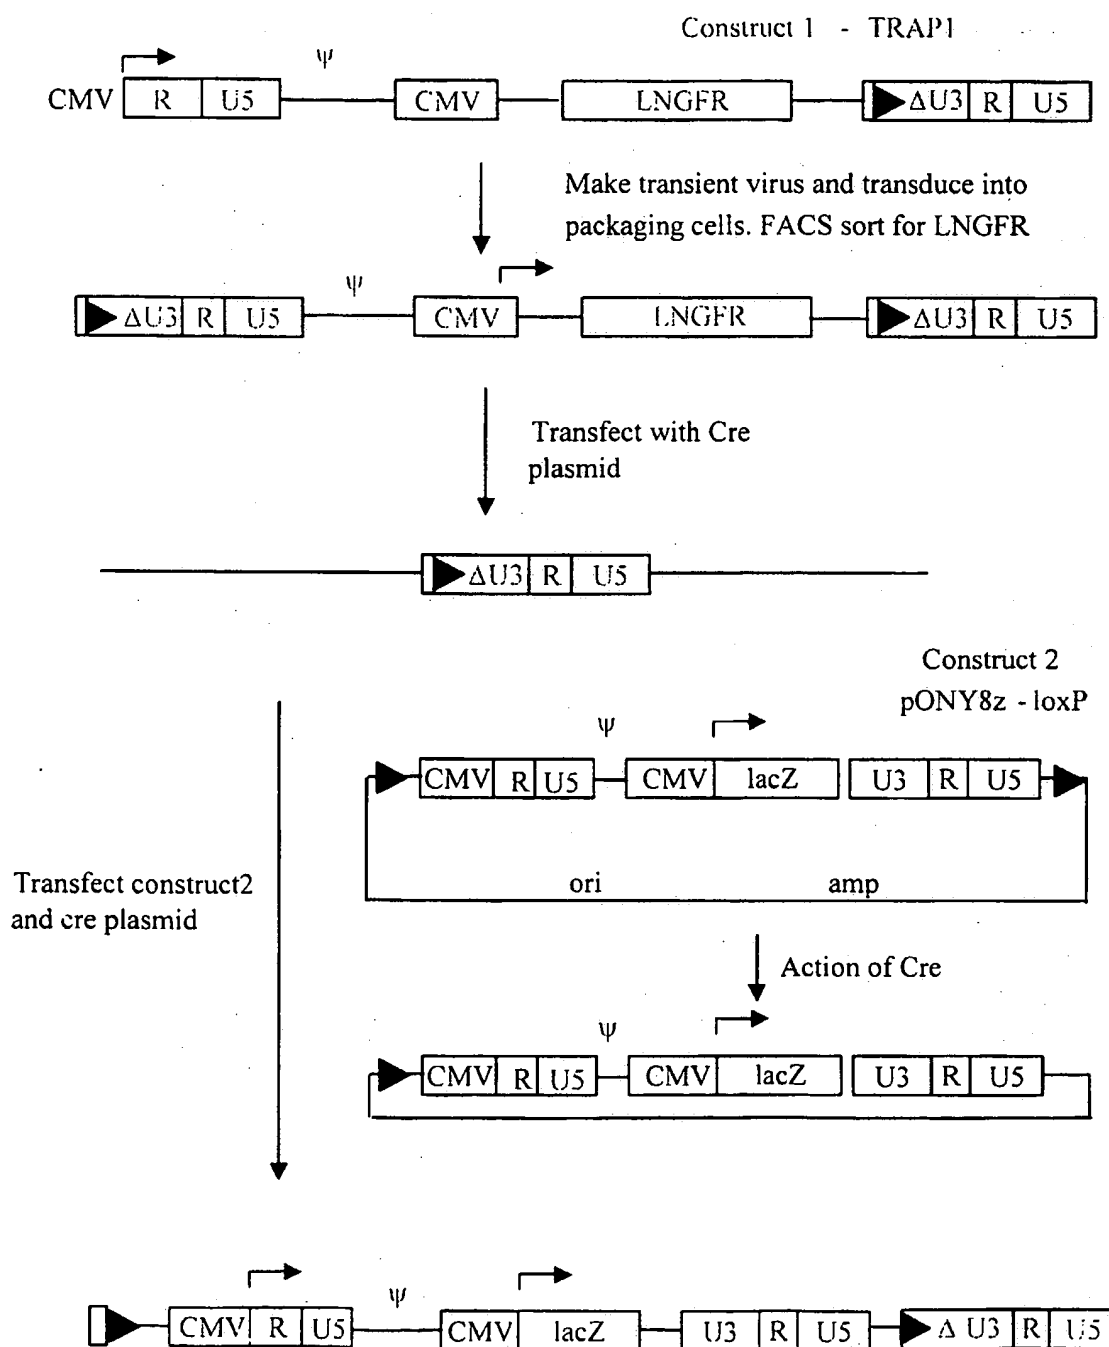 Construct 1 - TRAP1
ψ
CMV R U5 CMV LNGFR ΔU3 R U5
Make transient virus and transduce into
packaging cells. FACS sort for LNGFR
ψ
ΔU3 R U5 CMV LNGFR ΔU3 R U5
Transfect with Cre
plasmid
ΔU3 R U5
Construct 2
pONY8z - loxP
ψ
CMV R U5 CMV lacZ U3 R U5
ori amp
Transfect construct2
and cre plasmid
Action of Cre
ψ
CMV R U5 CMV lacZ U3 R U5
ψ
CMV R U5 CMV lacZ U3 R U5 Δ U3 R U5